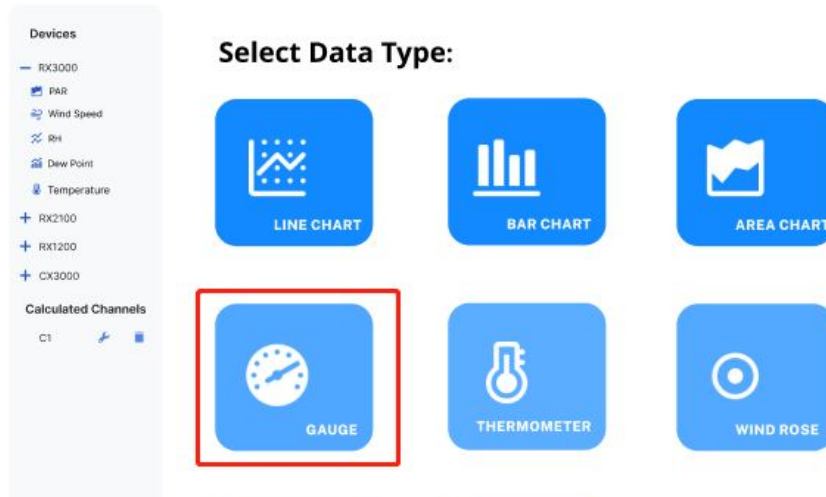 Devices
RX3000
PAR
Wind Speed
RH
Dew Point
Temperature
RX2100
RX1200
CX3000
Calculated Channels
C1
Select Data Type:
LINE CHART
BAR CHART
AREA CHART
GAUGE
THERMOMETER
WIND ROSE